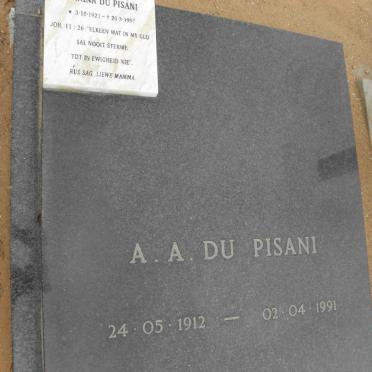 DU PISANI
JOH. 11 : 26 "ELKEEN WAT IN MY GLO
SAL NOOIT STERWE
TOT IN EWIGHEID NIE".
RUS SAG, LIEWE MAMMA.
A. A. DU PISANI
24·05·1912 — 02·04·1991